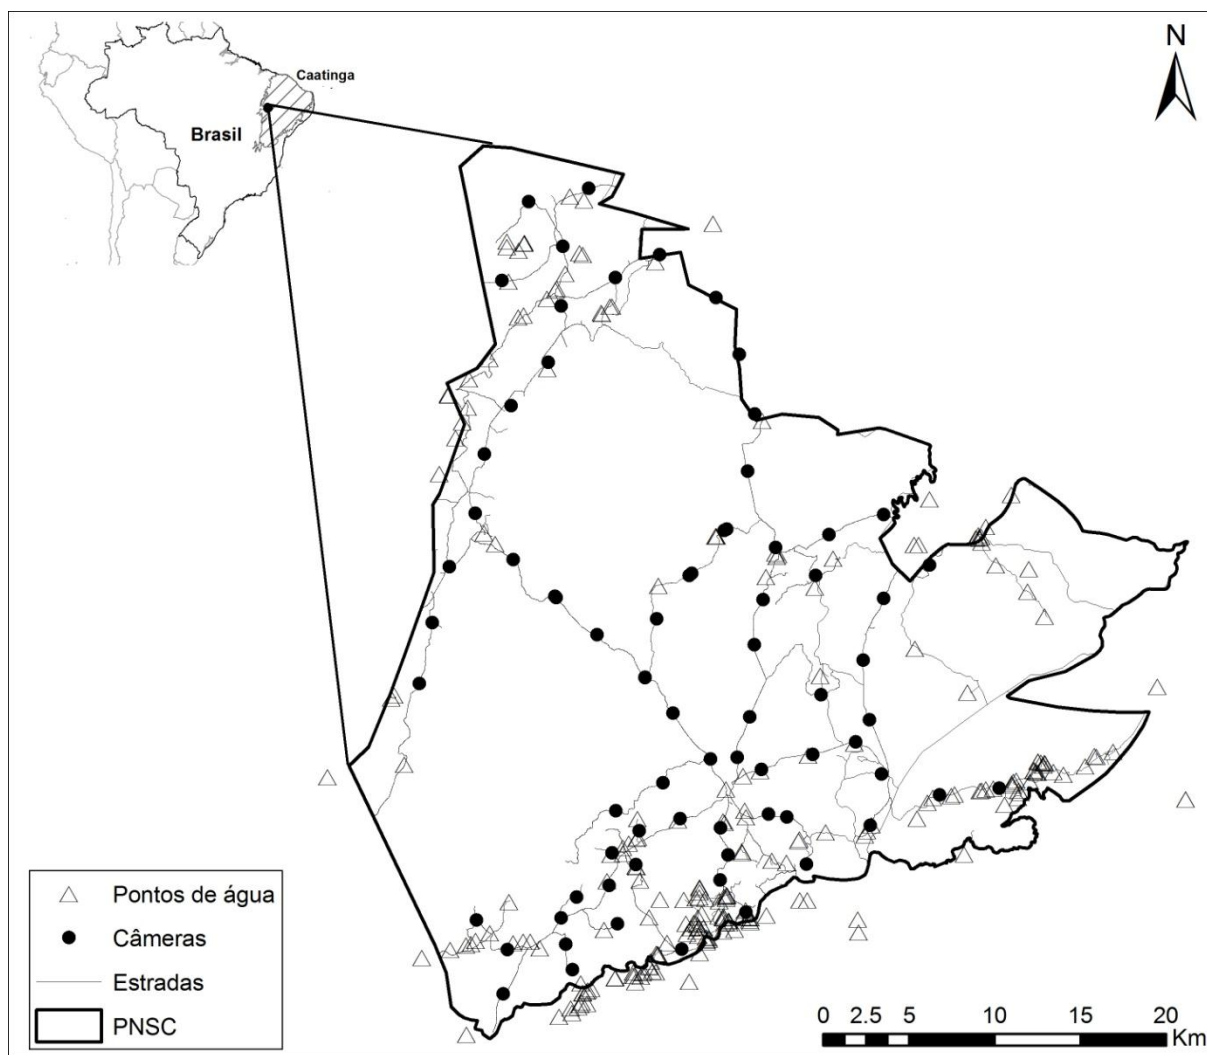 N
Caatinga
Brasil
Pontos de água
Câmeras
Estradas
PNSC
0 2.5 5 10 15 20
Km